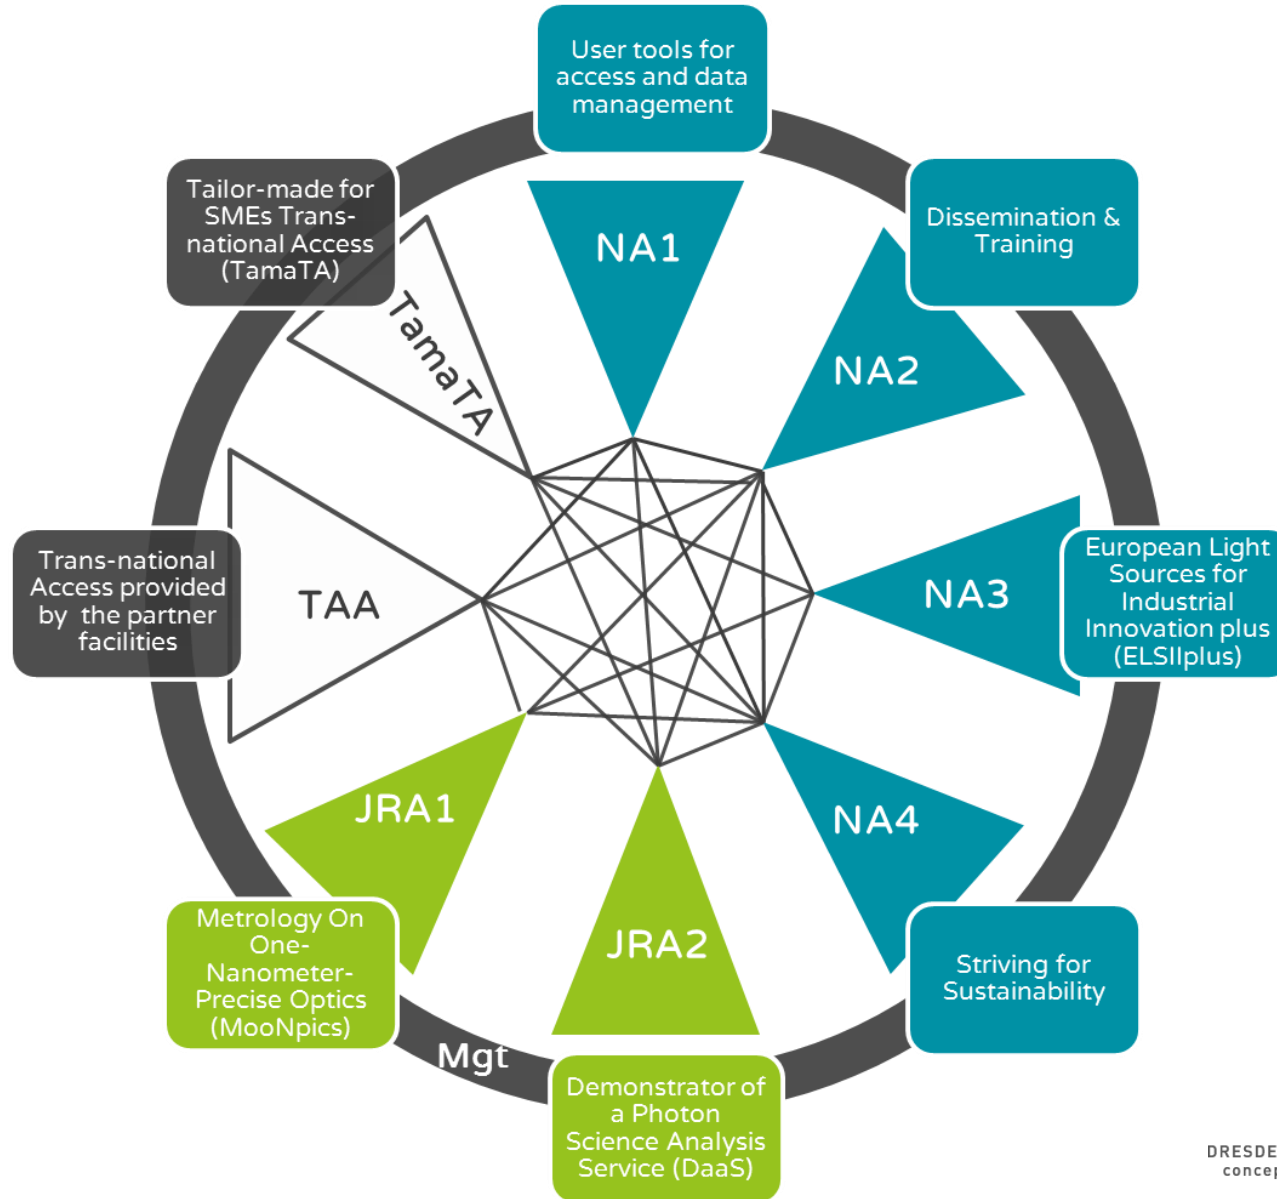 User tools for
access and data
management
Tailor-made for
SMEs Trans-
national Access
(TamaTA)
Dissemination &
Training
NA1
TamaTA
NA2
Trans-national
Access provided
by the partner
facilities
TAA
NA3
European Light
Sources for
Industrial
Innovation plus
(ELSIIplus)
JRA1
NA4
JRA2
Metrology On
One-
Nanometer-
Precise Optics
(MooNpics)
Striving for
Sustainability
Mgt
Demonstrator of
a Photon
Science Analysis
Service (DaaS)
DRESDE
concep